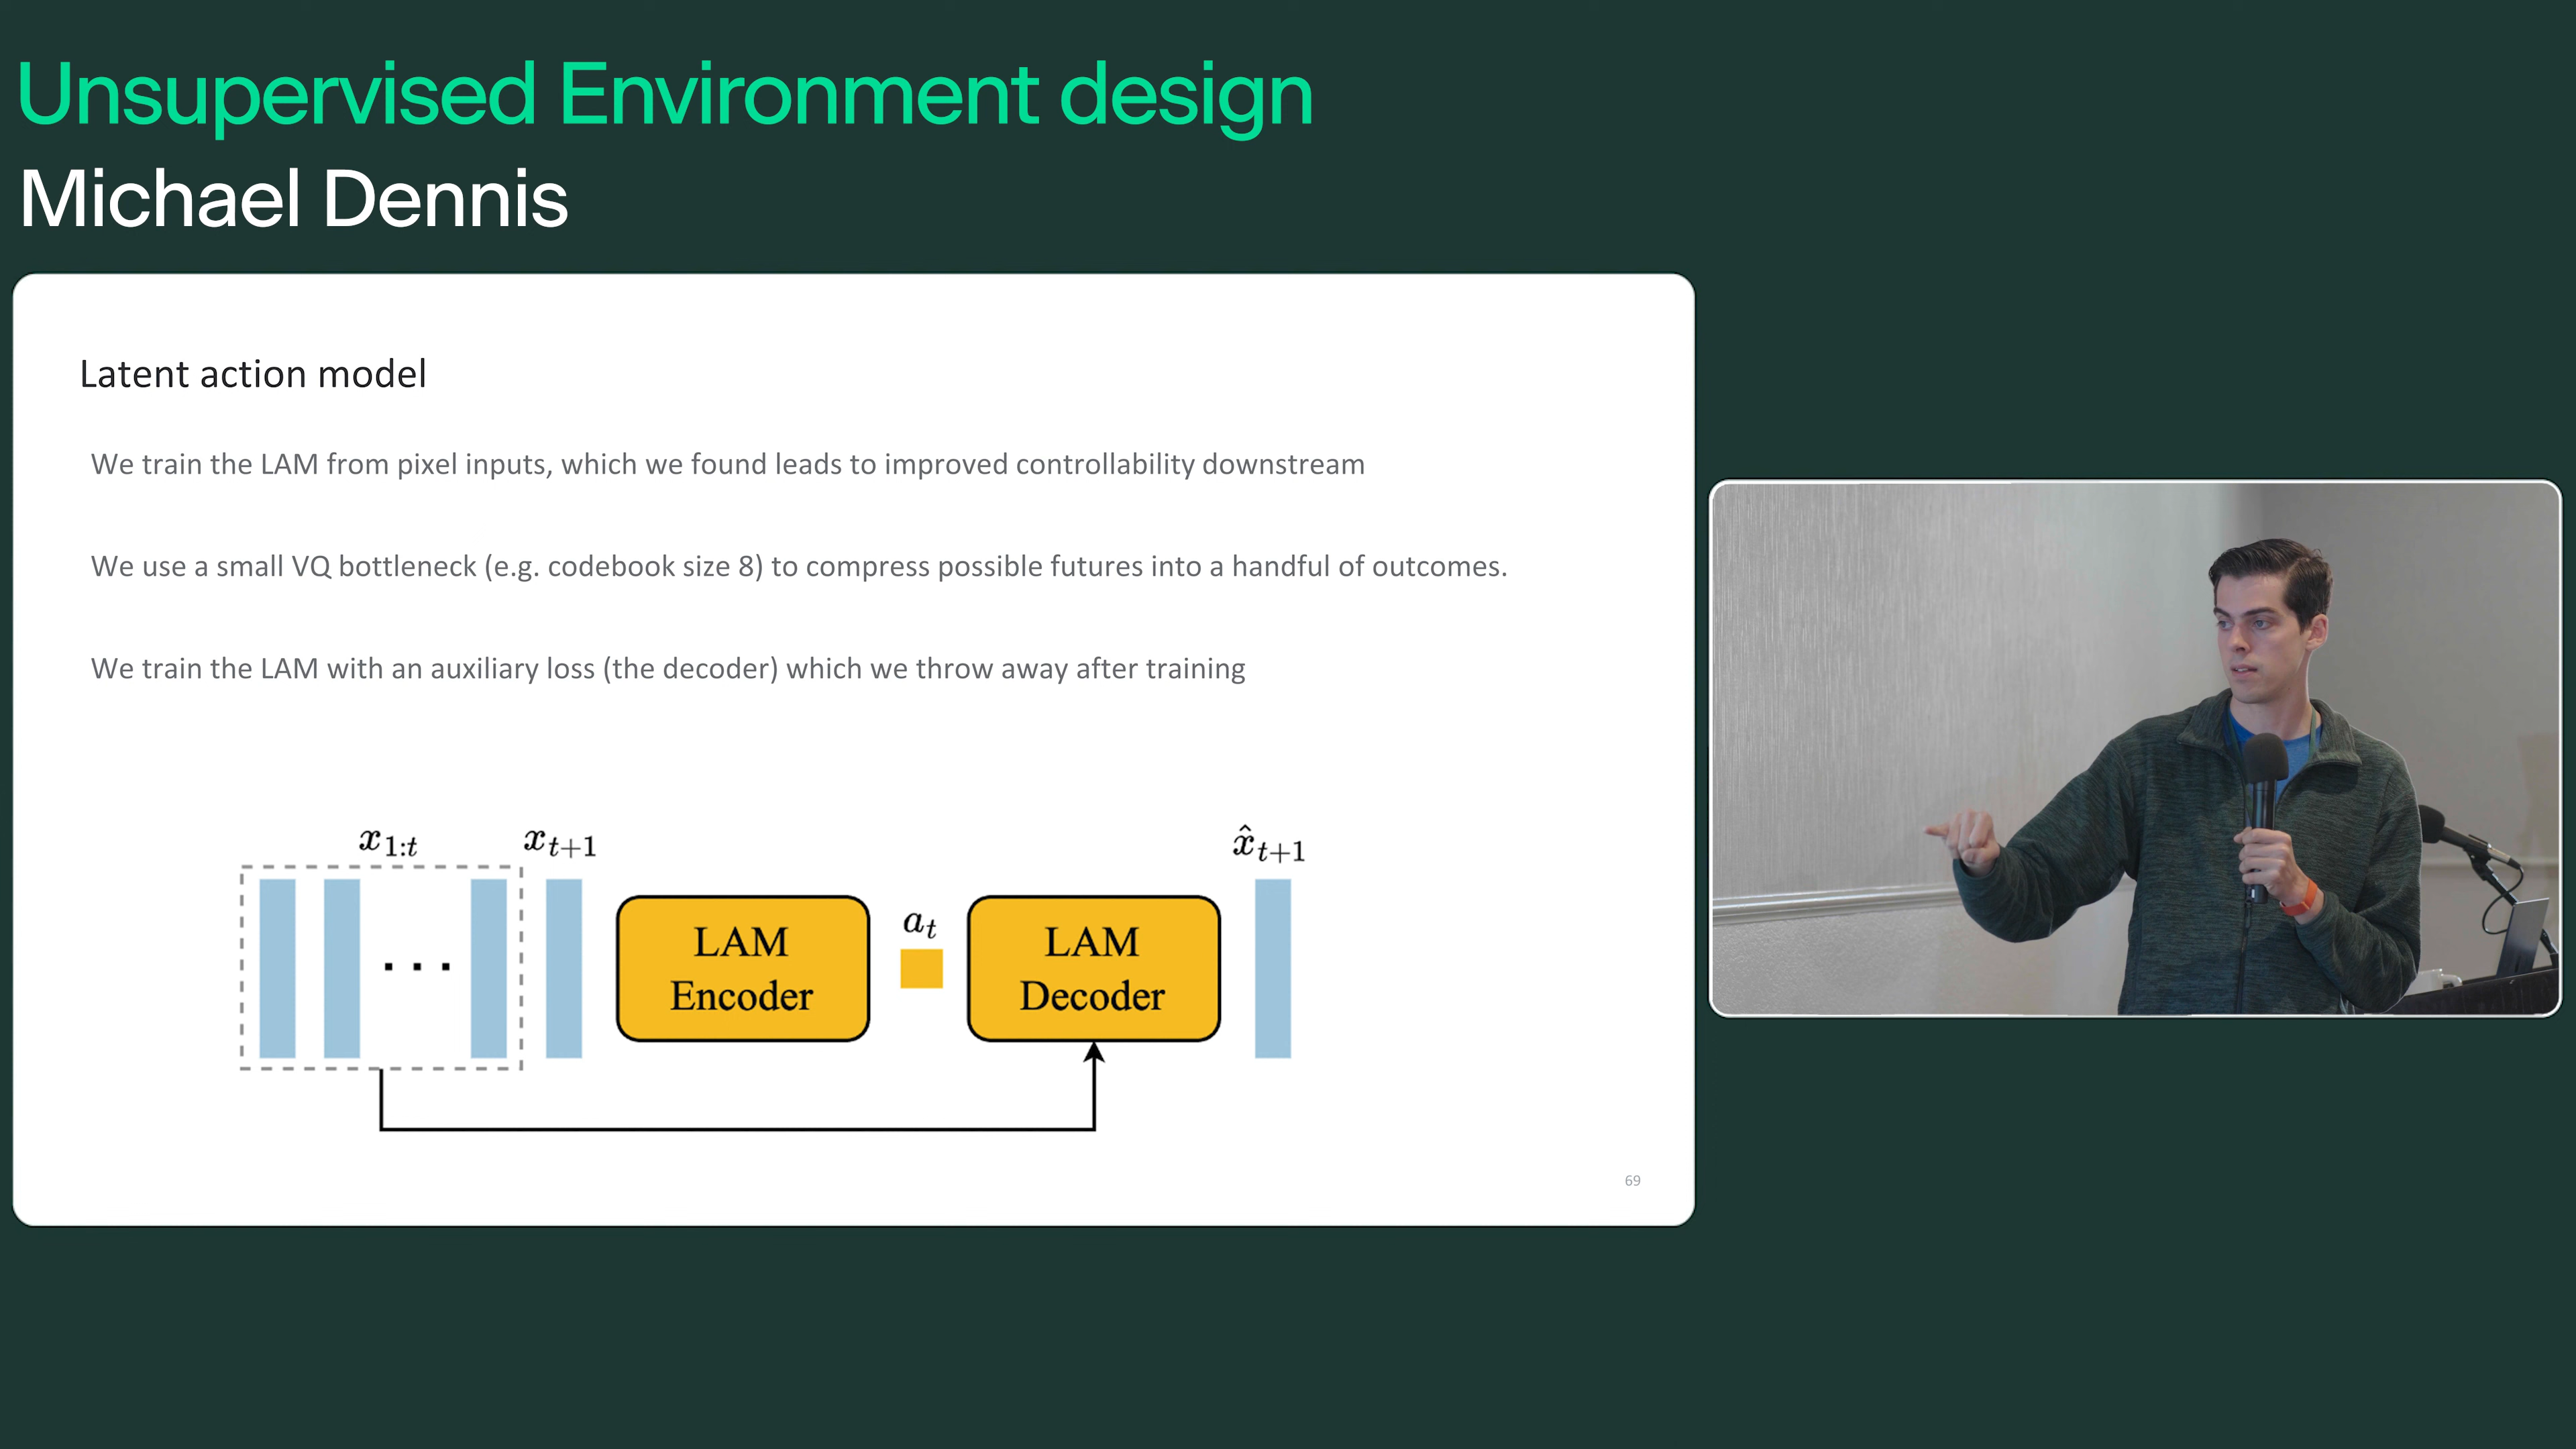 Unsupervised Environment design
Michael Dennis
Latent action model
We train the LAM from pixel inputs, which we found leads to improved controllability downstream
We use a small VQ bottleneck (e.g. codebook size 8) to compress possible futures into a handful of outcomes.
We train the LAM with an auxiliary loss (the decoder) which we throw away after training
x_{1:t}
x_{t+1}
LAM
Encoder
a_t
LAM
Decoder
x̂_{t+1}
69